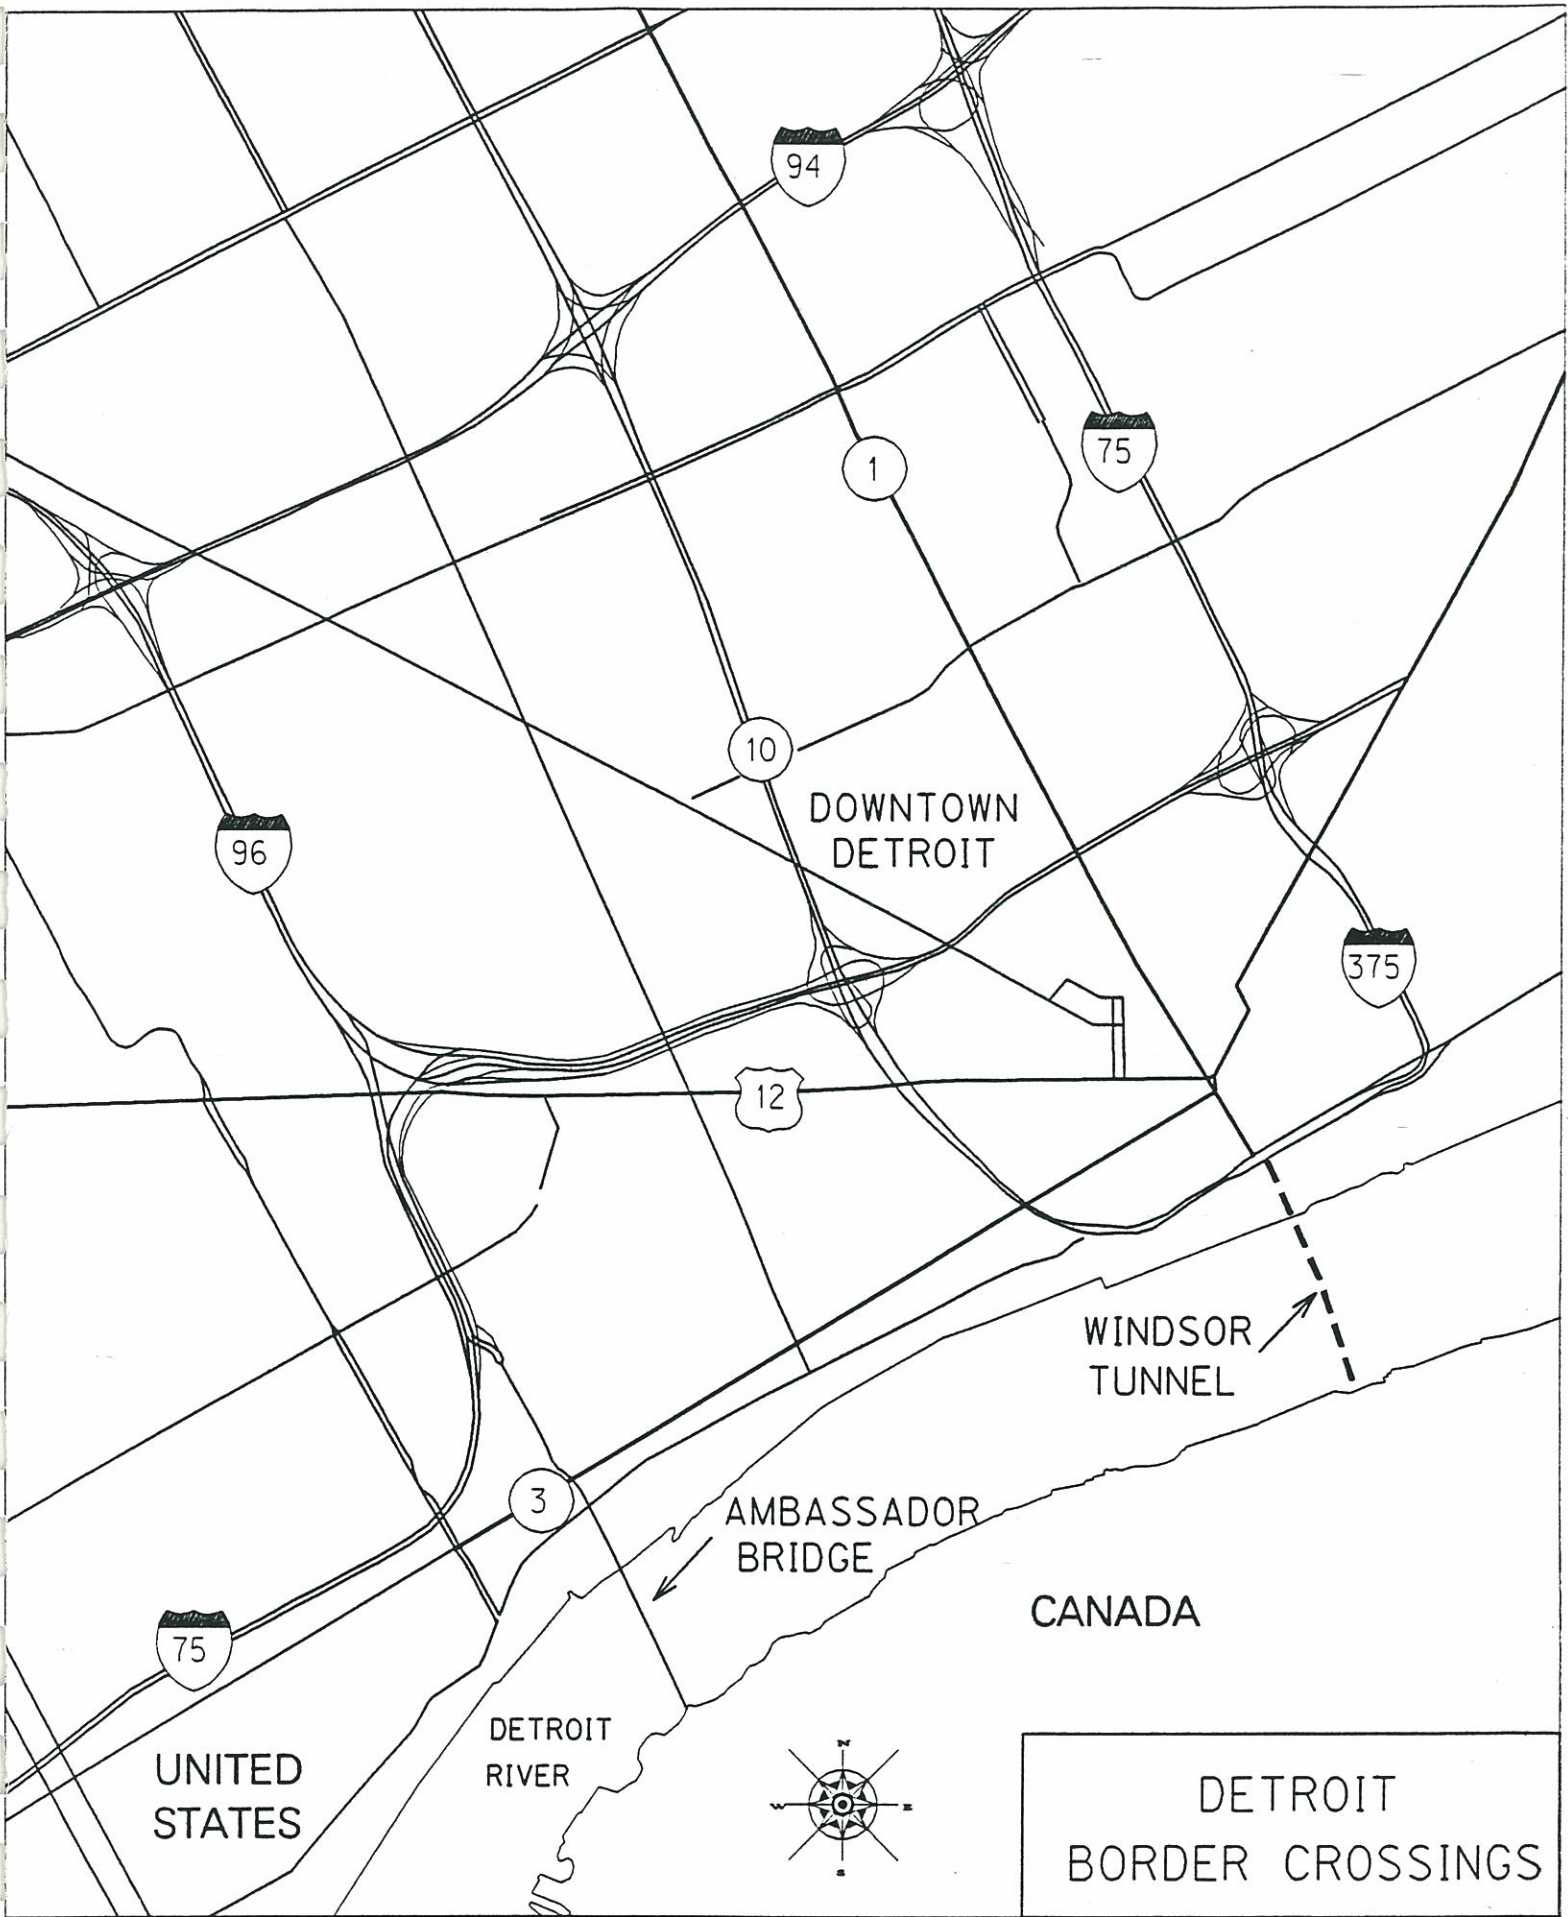 94
1
75
10
DOWNTOWN
DETROIT
96
375
12
WINDSOR
TUNNEL
3
AMBASSADOR
BRIDGE
CANADA
75
DETROIT
RIVER
UNITED
STATES
N
W
E
S
DETROIT
BORDER CROSSINGS